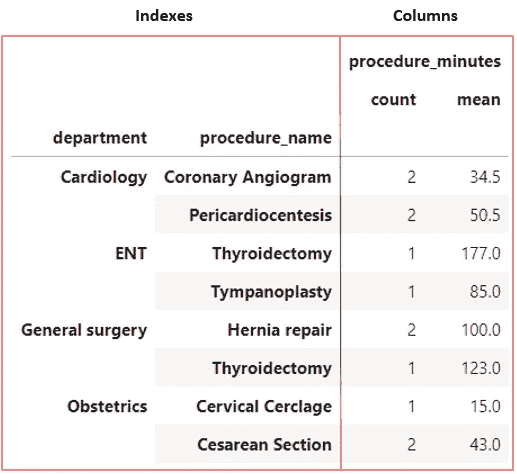 Indexes Columns
procedure_minutes
count mean
department procedure_name
Cardiology Coronary Angiogram 2 34.5
Pericardiocentesis 2 50.5
ENT Thyroidectomy 1 177.0
Tympanoplasty 1 85.0
General surgery Hernia repair 2 100.0
Thyroidectomy 1 123.0
Obstetrics Cervical Cerclage 1 15.0
Cesarean Section 2 43.0